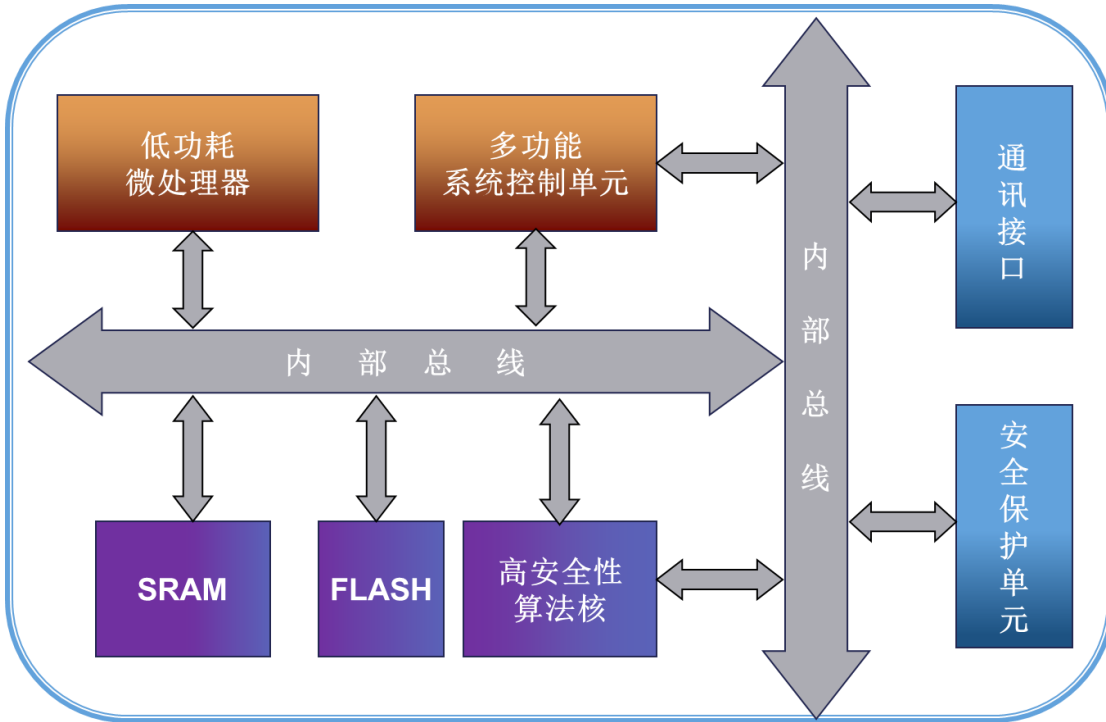 低功耗
微处理器
多功能
系统控制单元
通讯接口
内部总线
内部总线
SRAM
FLASH
高安全性
算法核
安全保护单元